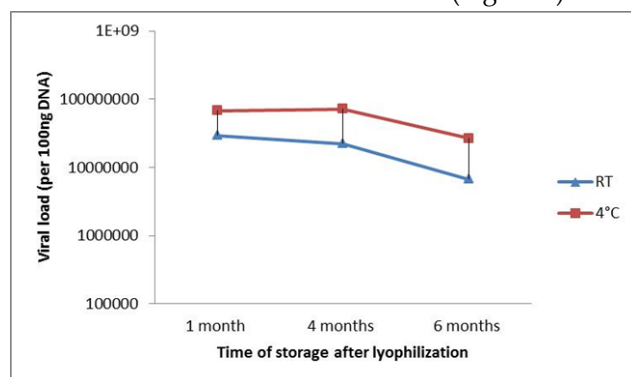 1E+09
100000000
10000000
1000000
100000
Viral load (per 100ng DNA)
1 month
4 months
6 months
Time of storage after lyophilization
RT
4°C